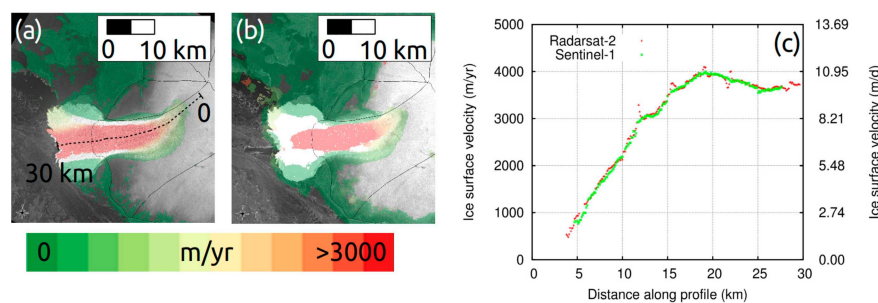 (a)
0 10 km
0
30 km
(b)
0 10 km
0 m/yr >3000
(c)
Radarsat-2
Sentinel-1
5000
4000
3000
2000
1000
0
Ice surface velocity (m/yr)
13.69
10.95
8.21
5.48
2.74
0.00
Ice surface velocity (m/d)
0 5 10 15 20 25 30
Distance along profile (km)